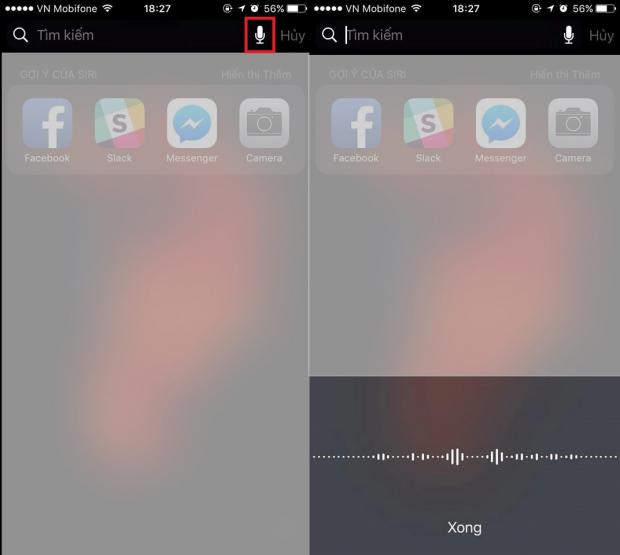 VN Mobifone 18:27 56%
Tìm kiếm Hủy
GỢI Ý CỦA SIRI Hiển thị Thêm
Facebook Slack Messenger Camera
VN Mobifone 18:27 56%
Tìm kiếm Hủy
GỢI Ý CỦA SIRI Hiển thị Thêm
Facebook Slack Messenger Camera
Xong